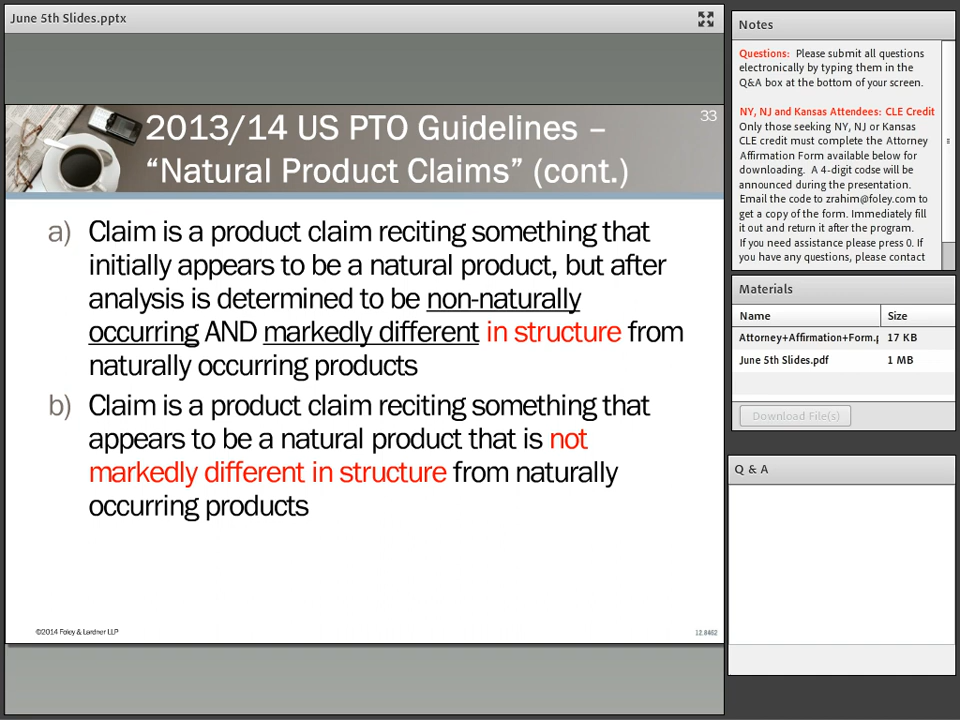 June 5th Slides.pptx
33
2013/14 US PTO Guidelines –
“Natural Product Claims” (cont.)
a) Claim is a product claim reciting something that
initially appears to be a natural product, but after
analysis is determined to be non-naturally
occurring AND markedly different in structure from
naturally occurring products
b) Claim is a product claim reciting something that
appears to be a natural product that is not
markedly different in structure from naturally
occurring products
©2014 Foley & Lardner LLP
12.8462
Notes
Questions: Please submit all questions
electronically by typing them in the
Q&A box at the bottom of your screen.
NY, NJ and Kansas Attendees: CLE Credit
Only those seeking NY, NJ or Kansas
CLE credit must complete the Attorney
Affirmation Form available below for
downloading. A 4-digit codse will be
announced during the presentation.
Email the code to zrahim@foley.com to
get a copy of the form. Immediately fill
it out and return it after the program.
If you need assistance please press 0. If
you have any questions, please contact
Materials
Name Size
Attorney+Affirmation+Form.p 17 KB
June 5th Slides.pdf 1 MB
Download File(s)
Q & A